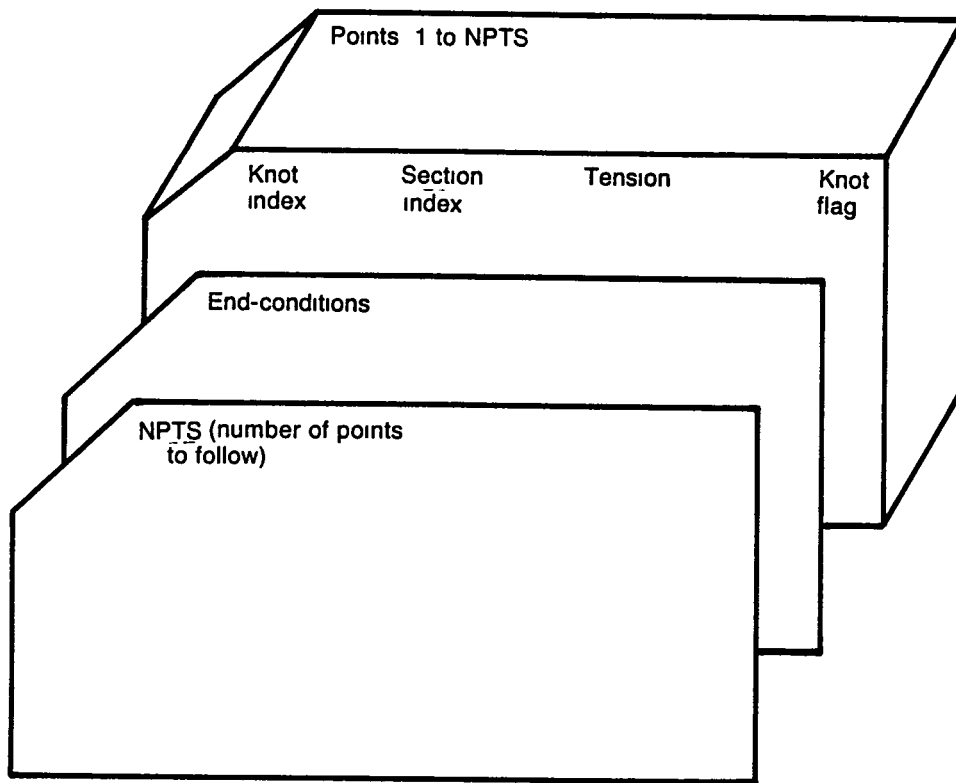 Points 1 to NPTS
Knot Section Tension Knot
index index flag
End-conditions
NPTS (number of points
to follow)